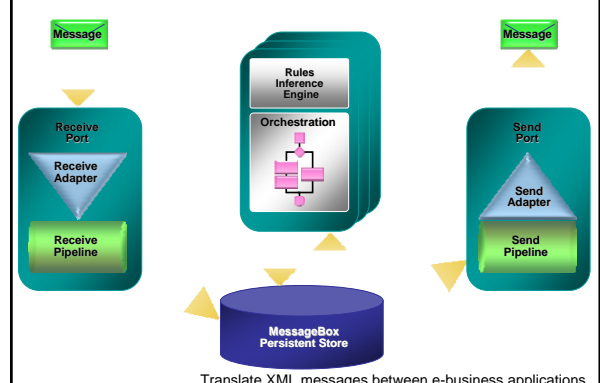 Message
Message
Rules
Inference
Engine
Receive
Port
Orchestration
Send
Port
Receive
Adapter
Send
Adapter
Receive
Pipeline
Send
Pipeline
MessageBox
Persistent Store
Translate XML messages between e-business applications